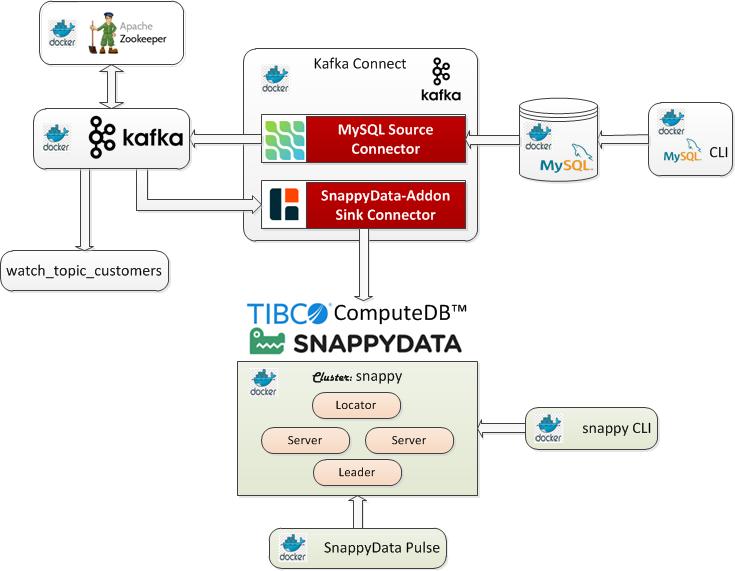 Apache
Zookeeper
docker
Kafka Connect
docker
kafka
docker
kafka
MySQL Source
Connector
docker
MySQL
docker
MySQL
CLI
SnappyData-Addon
Sink Connector
watch_topic_customers
TIBCO ComputeDB™
SNAPPYDATA
docker
Cluster: snappy
Locator
Server
Server
Leader
docker
snappy CLI
docker
SnappyData Pulse